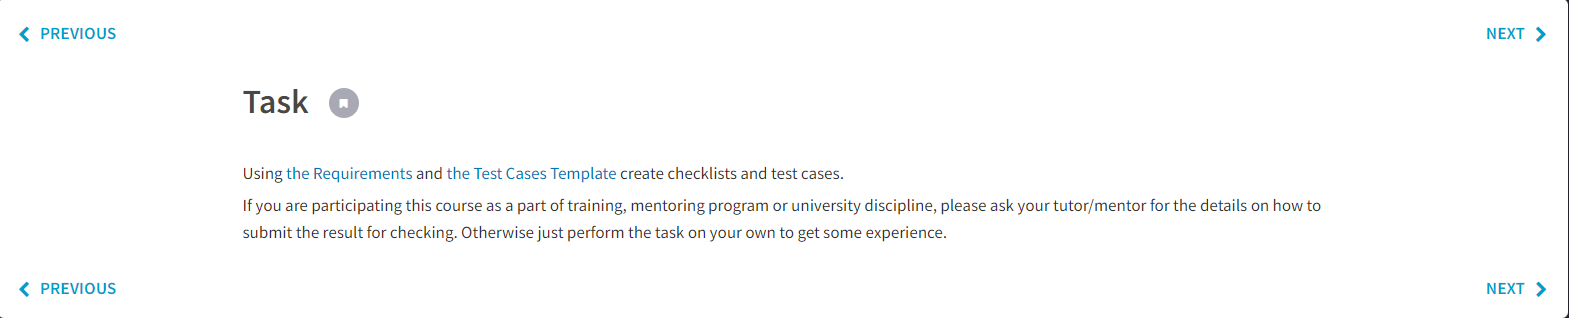 PREVIOUS
NEXT
Task
Using the Requirements and the Test Cases Template create checklists and test cases.
If you are participating this course as a part of training, mentoring program or university discipline, please ask your tutor/mentor for the details on how to
submit the result for checking. Otherwise just perform the task on your own to get some experience.
PREVIOUS
NEXT